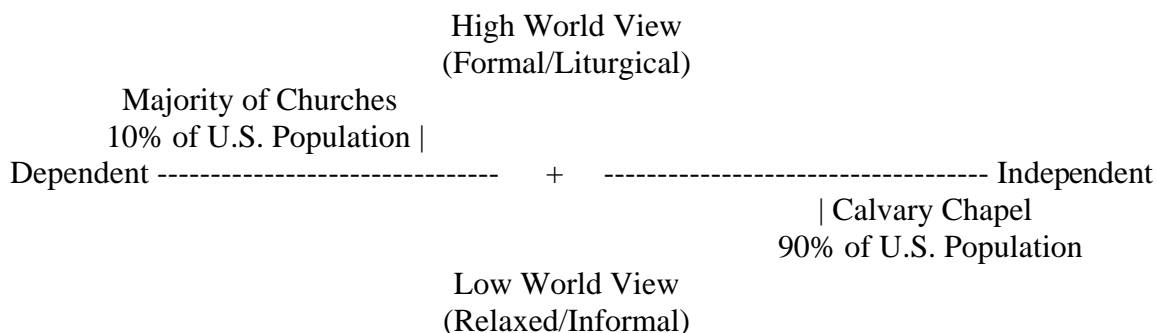 High World View
(Formal/Liturgical)
Majority of Churches
10% of U.S. Population |
Dependent -------------------------------- + ------------------------------------ Independent
| Calvary Chapel
90% of U.S. Population
Low World View
(Relaxed/Informal)